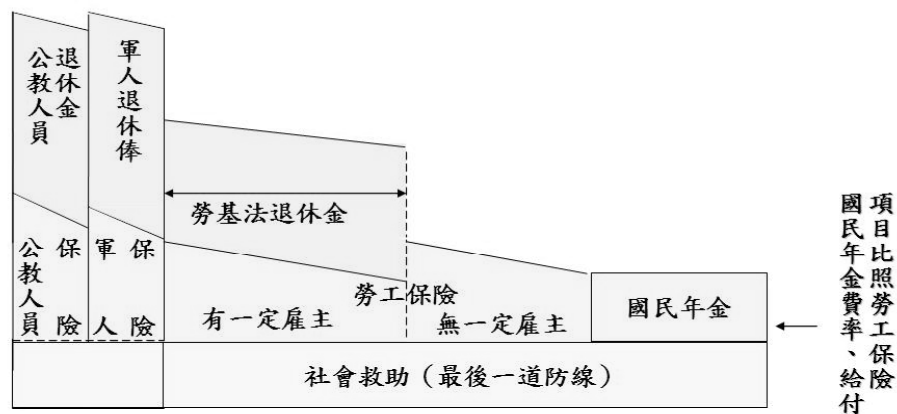 公教人員
退休金
軍人退休俸
勞基法退休金
公教人員
保險
軍人
保險
勞工保險
有一定雇主
無一定雇主
國民年金
社會救助（最後一道防線）
項目比照勞工保險
國民年金費率、給付